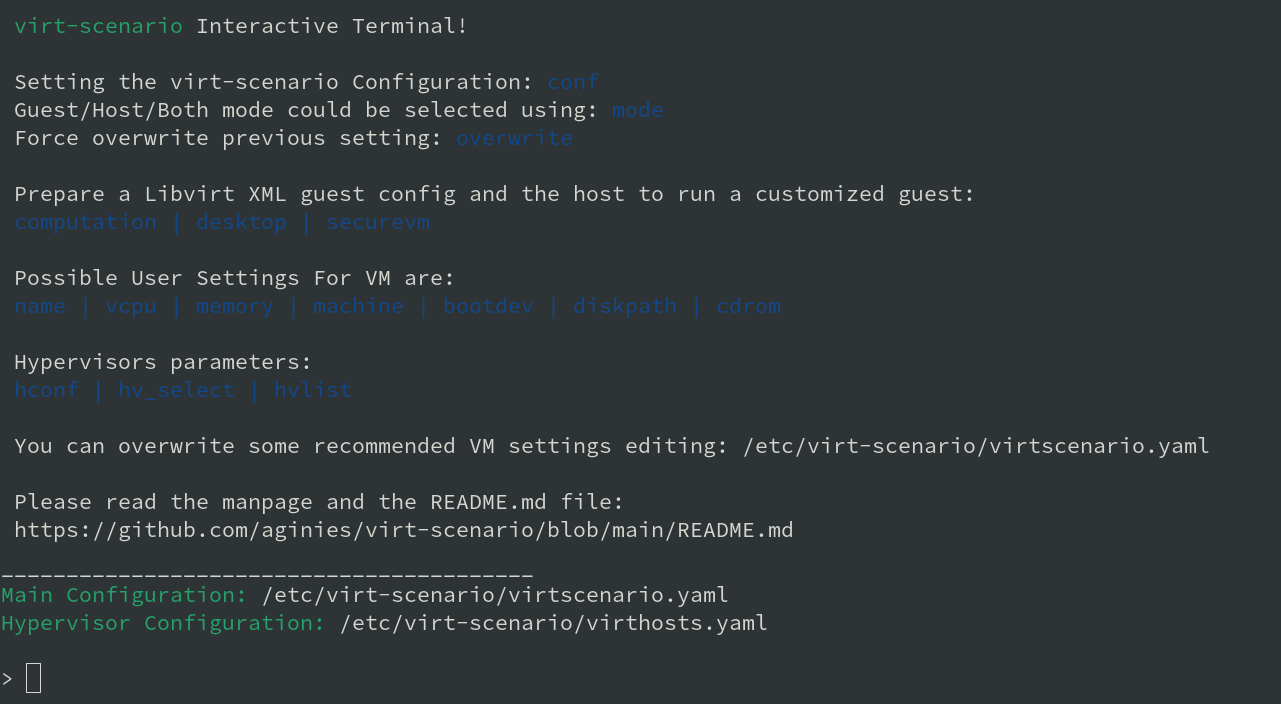 virt-scenario Interactive Terminal!
Setting the virt-scenario Configuration: conf
Guest/Host/Both mode could be selected using: mode
Force overwrite previous setting: overwrite
Prepare a Libvirt XML guest config and the host to run a customized guest:
computation | desktop | securevm
Possible User Settings For VM are:
name | vcpu | memory | machine | bootdev | diskpath | cdrom
Hypervisors parameters:
hconf | hv_select | hvlist
You can overwrite some recommended VM settings editing: /etc/virt-scenario/virtscenario.yaml
Please read the manpage and the README.md file:
https://github.com/aginies/virt-scenario/blob/main/README.md
_________________________________________
Main Configuration: /etc/virt-scenario/virtscenario.yaml
Hypervisor Configuration: /etc/virt-scenario/virthosts.yaml
>